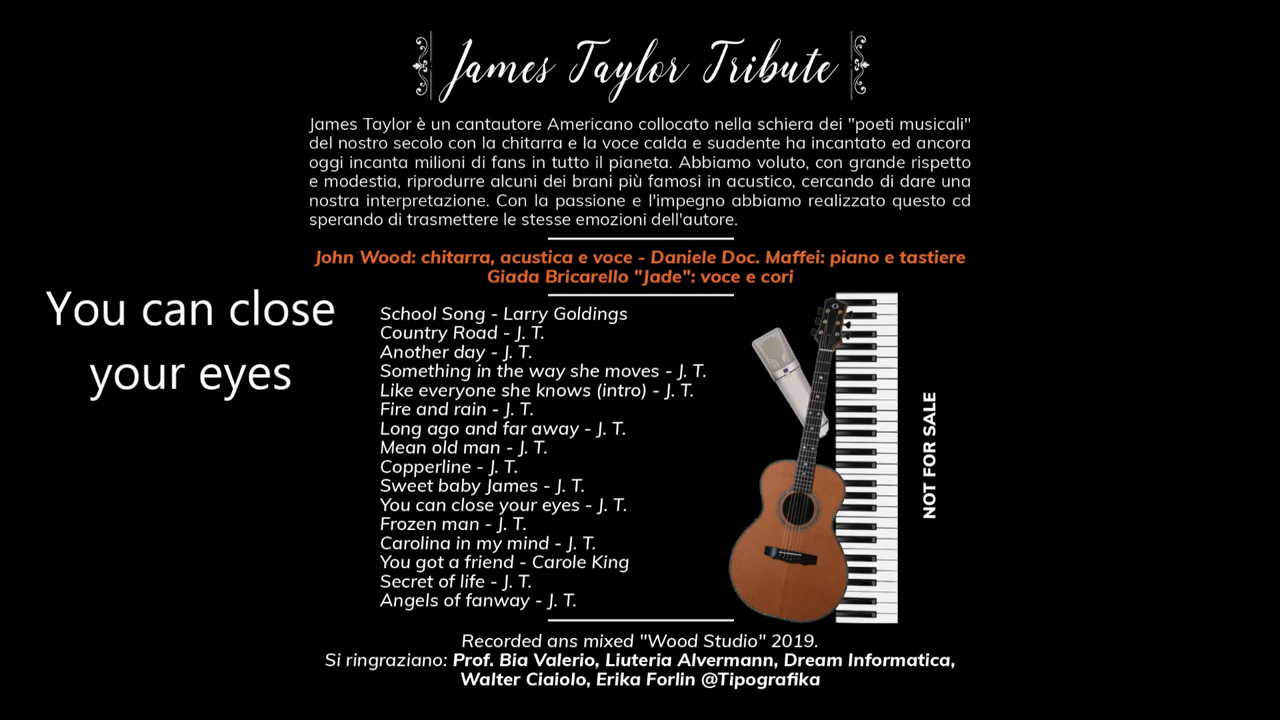 James Taylor Tribute
James Taylor è un cantautore Americano collocato nella schiera dei "poeti musicali"
del nostro secolo con la chitarra e la voce calda e suadente ha incantato ed ancora
oggi incanta milioni di fans in tutto il pianeta. Abbiamo voluto, con grande rispetto
e modestia, riprodurre alcuni dei brani più famosi in acustico, cercando di dare una
nostra interpretazione. Con la passione e l'impegno abbiamo realizzato questo cd
sperando di trasmettere le stesse emozioni dell'autore.
John Wood: chitarra, acustica e voce - Daniele Doc. Maffei: piano e tastiere
Giada Bricarello "Jade": voce e cori
You can close
your eyes
School Song - Larry Goldings
Country Road - J. T.
Another day - J. T.
Something in the way she moves - J. T.
Like everyone she knows (intro) - J. T.
Fire and rain - J. T.
Long ago and far away - J. T.
Mean old man - J. T.
Copperline - J. T.
Sweet baby James - J. T.
You can close your eyes - J. T.
Frozen man - J. T.
Carolina in my mind - J. T.
You got a friend - Carole King
Secret of life - J. T.
Angels of fanway - J. T.
NOT FOR SALE
Recorded ans mixed "Wood Studio" 2019.
Si ringraziano: Prof. Bia Valerio, Liuteria Alvermann, Dream Informatica,
Walter Ciaiolo, Erika Forlin @Tipografika